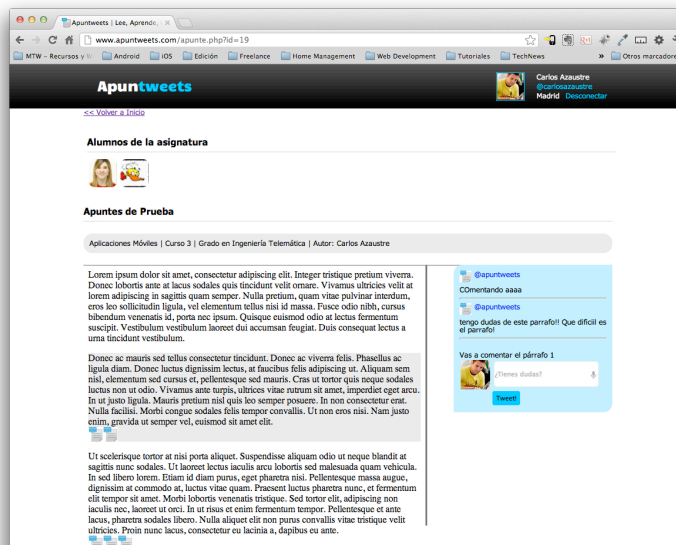 Apuntweets | Lee, Aprende,
www.apuntweets.com/apunte.php?id=19
MTW - Recursos y
Android
iOS
Edición
Freelance
Home Management
Web Development
Tutoriales
TechNews
»
Otros marcadore
Apuntweets
Carlos Azaustre
@carlosazaustre
Madrid Desconectar
<< Volver a Inicio
Alumnos de la asignatura
Apuntes de Prueba
Aplicaciones Móviles | Curso 3 | Grado en Ingeniería Telemática | Autor: Carlos Azaustre
Lorem ipsum dolor sit amet, consectetur adipiscing elit. Integer tristique pretium viverra.
Donec lobortis ante at lacus sodales quis tincidunt velit ornare. Vivamus ultricies velit at
lorem adipiscing in sagittis quam semper. Nulla pretium, quam vitae pulvinar interdum,
eros leo sollicitudin ligula, vel elementum tellus nisi id massa. Fusce odio nibh, cursus
bibendum venenatis id, porta nec ipsum. Quisque euismod odio at lectus fermentum
suscipit. Vestibulum vestibulum laoreet dui accumsan feugiat. Duis consequat lectus a
urna tincidunt vestibulum.
Donec ac mauris sed tellus consectetur tincidunt. Donec ac viverra felis. Phasellus ac
ligula diam. Donec luctus dignissim lectus, at faucibus felis adipiscing ut. Aliquam sem
nisl, elementum sed cursus et, pellentesque sed mauris. Cras ut tortor quis neque sodales
luctus non ut odio. Vivamus ante turpis, ultrices vitae rutrum sit amet, imperdiet eget arcu.
In ut justo ligula. Mauris pretium nisl quis leo semper posuere. In non consectetur erat.
Nulla facilisi. Morbi congue sodales felis tempor convallis. Ut non eros nisi. Nam justo
enim, gravida ut semper vel, euismod sit amet elit.
Ut scelerisque tortor at nisi porta aliquet. Suspendisse aliquam odio ut neque blandit at
sagittis nunc sodales. Ut laoreet lectus iaculis arcu lobortis sed malesuada quam vehicula.
In sed libero lorem. Etiam id diam purus, eget pharetra nisi. Pellentesque massa augue,
dignissim at commodo at, luctus vitae quam. Praesent luctus pharetra nunc, et fermentum
elit tempor sit amet. Morbi lobortis venenatis tristique. Sed tortor elit, adipiscing non
iaculis nec, laoreet ut orci. In ut risus et enim fermentum tempor. Pellentesque et ante
lacus, pharetra sodales libero. Nulla aliquet elit non purus convallis vitae tristique velit
ultricies. Proin nunc lacus, consectetur eu lacinia a, dapibus eu ante.
@apuntweets
COmentando aaaa
@apuntweets
tengo dudas de este parrafo!! Que dificiil es
el parrafo!
Vas a comentar el párrafo 1
¿Tienes dudas?
Tweet!